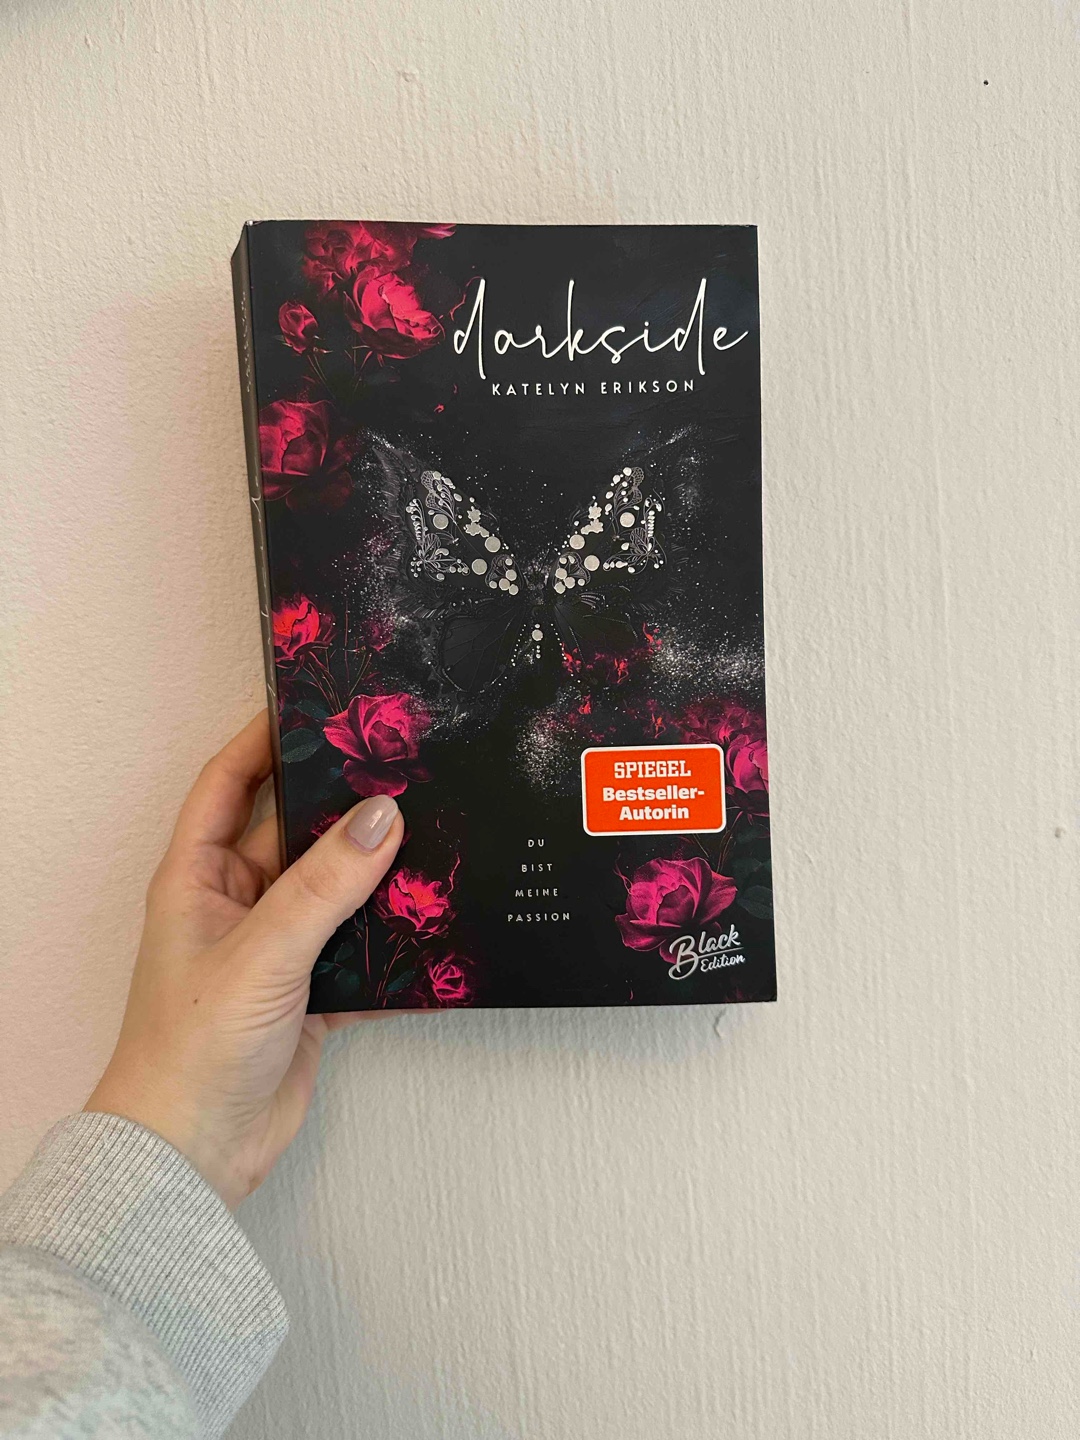 darkside
KATELYN ERIKSON
SPIEGEL
Bestseller-
Autorin
DU
BIST
MEINE
PASSION
Black
Edition